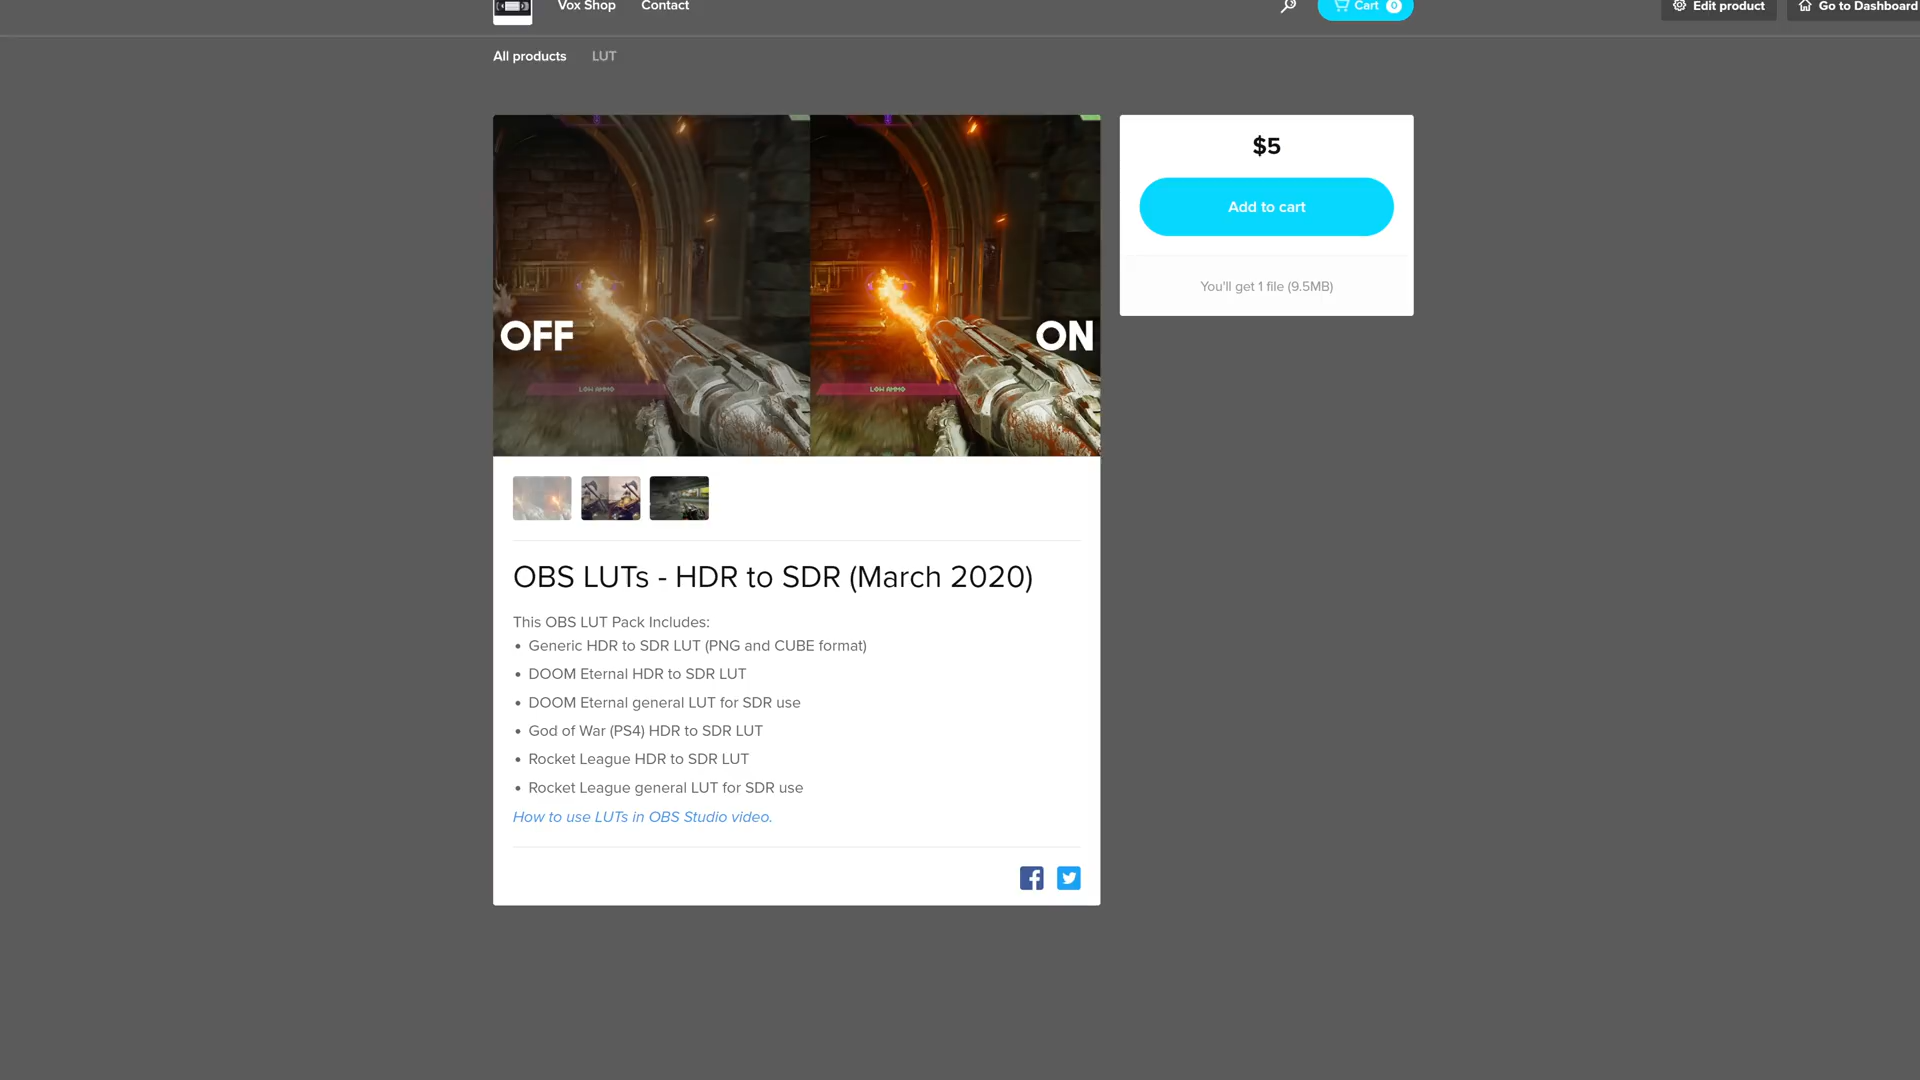 Vox Shop Contact Cart 0 Edit product Go to Dashboard
All products LUT
OFF ON
LOW AMMO LOW AMMO
$5
Add to cart
You'll get 1 file (9.5MB)
OBS LUTs - HDR to SDR (March 2020)
This OBS LUT Pack Includes:
• Generic HDR to SDR LUT (PNG and CUBE format)
• DOOM Eternal HDR to SDR LUT
• DOOM Eternal general LUT for SDR use
• God of War (PS4) HDR to SDR LUT
• Rocket League HDR to SDR LUT
• Rocket League general LUT for SDR use
How to use LUTs in OBS Studio video.